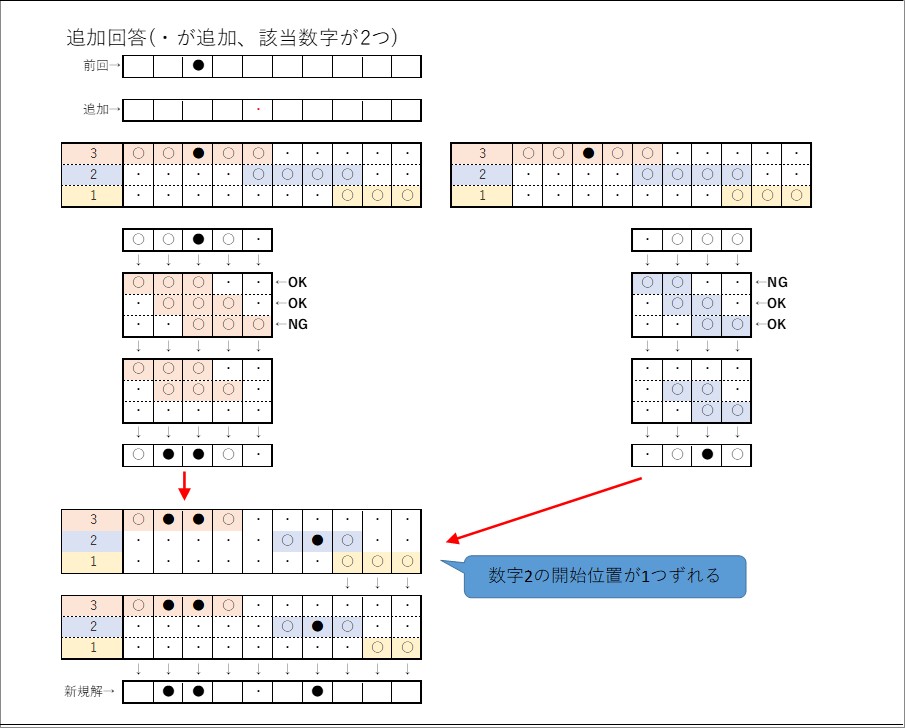 追加回答(・が追加、該当数字が2つ)
前回→ ●
追加→ ・
3 ○ ○ ● ○ ○ ・ ・ ・ ・ ・
2 ・ ・ ・ ・ ○ ○ ○ ○ ・ ・
1 ・ ・ ・ ・ ・ ・ ・ ○ ○ ○
3 ○ ○ ● ○ ○ ・ ・ ・ ・ ・
2 ・ ・ ・ ・ ○ ○ ○ ○ ・ ・
1 ・ ・ ・ ・ ・ ・ ・ ○ ○ ○
○ ○ ● ○ ・
↓ ↓ ↓ ↓ ↓
○ ○ ○ ・ ・ ←OK
・ ○ ○ ○ ・ ←OK
・ ・ ○ ○ ○ ←NG
↓ ↓ ↓ ↓ ↓
○ ○ ○ ・ ・
・ ○ ○ ○ ・
・ ・ ・ ・ ・
↓ ↓ ↓ ↓ ↓
○ ● ● ○ ・
・ ○ ○ ○
↓ ↓ ↓ ↓
○ ○ ・ ・ ←NG
・ ○ ○ ・ ←OK
・ ・ ○ ○ ←OK
↓ ↓ ↓ ↓
・ ・ ・ ・
・ ○ ○ ・
・ ・ ○ ○
↓ ↓ ↓ ↓
・ ○ ● ○
3 ○ ● ● ○ ・ ・ ・ ・ ・ ・
2 ・ ・ ・ ・ ・ ○ ● ○ ・ ・
1 ・ ・ ・ ・ ・ ・ ・ ○ ○ ○
数字2の開始位置が1つずれる
↓ ↓ ↓
3 ○ ● ● ○ ・ ・ ・ ・ ・ ・
2 ・ ・ ・ ・ ・ ○ ● ○ ・ ・
1 ・ ・ ・ ・ ・ ・ ・ ・ ○ ○
↓ ↓ ↓ ↓ ↓ ↓ ↓ ↓ ↓ ↓
新規解→ ● ● ・ ●